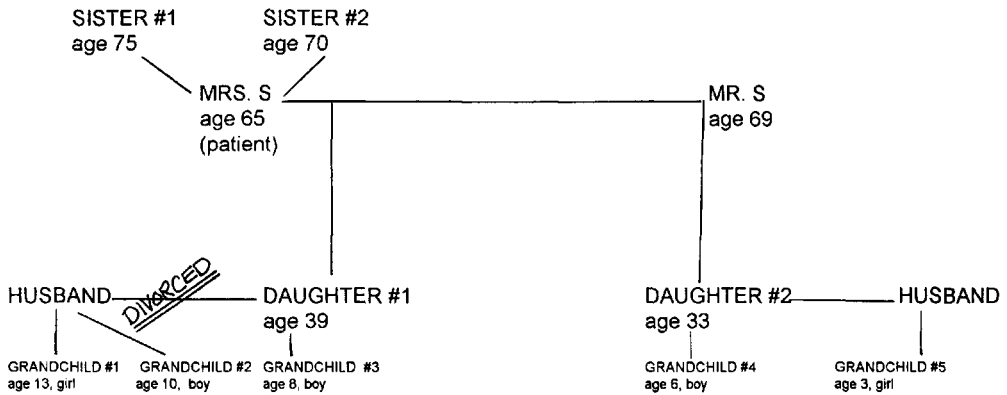 SISTER #1
age 75
SISTER #2
age 70
MRS. S
age 65
(patient)
MR. S
age 69
HUSBAND
DIVORCED
DAUGHTER #1
age 39
DAUGHTER #2
age 33
HUSBAND
GRANDCHILD #1
age 13, girl
GRANDCHILD #2
age 10, boy
GRANDCHILD #3
age 8, boy
GRANDCHILD #4
age 6, boy
GRANDCHILD #5
age 3, girl